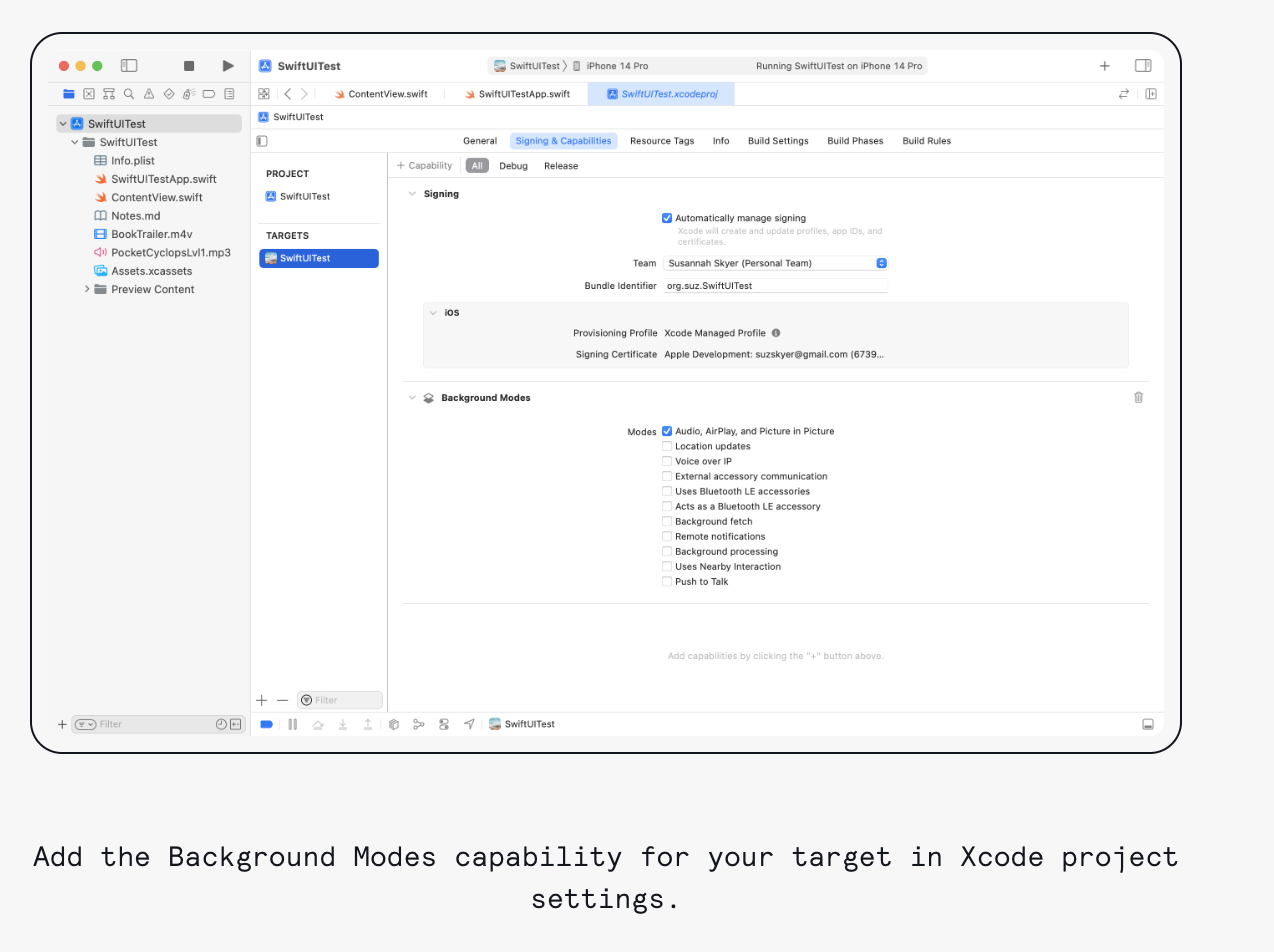 SwiftUITest
SwiftUITest 〉 iPhone 14 Pro
Running SwiftUITest on iPhone 14 Pro
ContentView.swift
SwiftUITestApp.swift
SwiftUITest.xcodeproj
SwiftUITest
SwiftUITest
Info.plist
SwiftUITestApp.swift
ContentView.swift
Notes.md
BookTrailer.m4v
PocketCyclopsLvl1.mp3
Assets.xcassets
Preview Content
Filter
SwiftUITest
General
Signing & Capabilities
Resource Tags
Info
Build Settings
Build Phases
Build Rules
PROJECT
SwiftUITest
TARGETS
SwiftUITest
Filter
+ Capability
All
Debug
Release
Signing
Automatically manage signing
Xcode will create and update profiles, app IDs, and
certificates.
Team Susannah Skyer (Personal Team)
Bundle Identifier org.suz.SwiftUITest
iOS
Provisioning Profile Xcode Managed Profile
Signing Certificate Apple Development: suzskyer@gmail.com (6739...
Background Modes
Modes Audio, AirPlay, and Picture in Picture
Location updates
Voice over IP
External accessory communication
Uses Bluetooth LE accessories
Acts as a Bluetooth LE accessory
Background fetch
Remote notifications
Background processing
Uses Nearby Interaction
Push to Talk
Add capabilities by clicking the "+" button above.
SwiftUITest
Add the Background Modes capability for your target in Xcode project
settings.